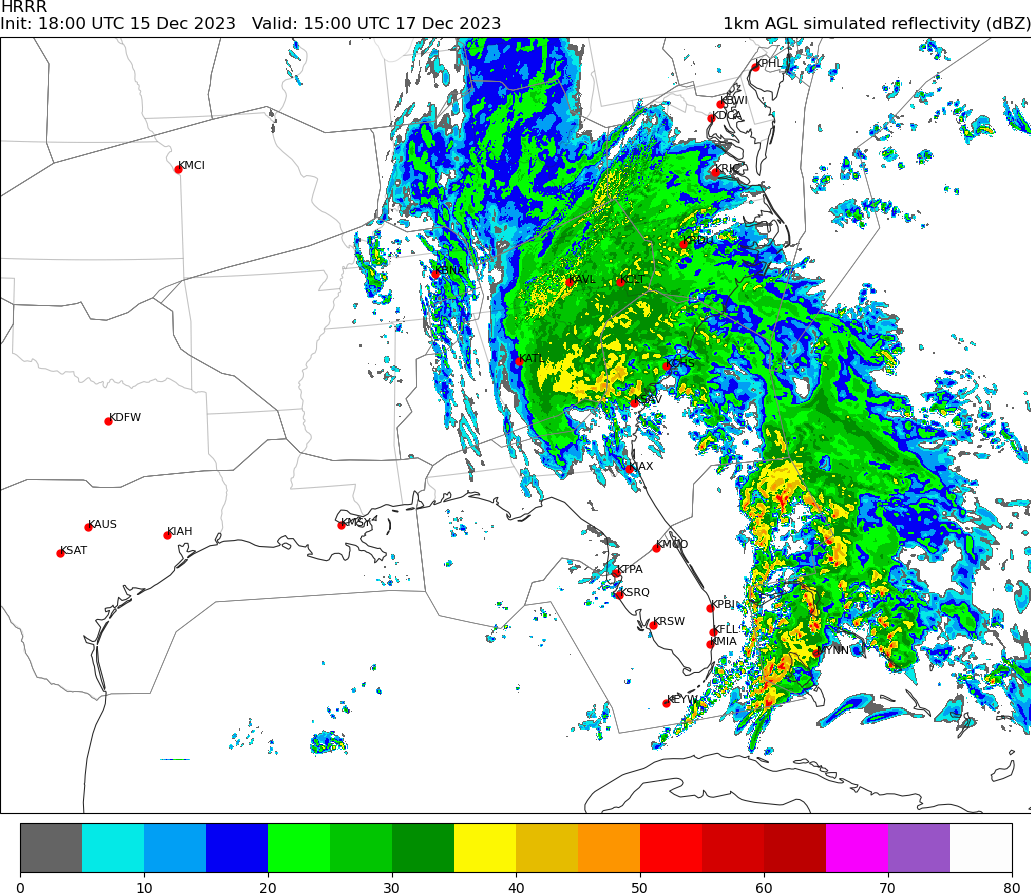 HRRR
Init: 18:00 UTC 15 Dec 2023   Valid: 15:00 UTC 17 Dec 2023   1km AGL simulated reflectivity (dBZ)
KPHL
KBWI
KDCA
KMCI
KRIC
KRDU
KBNA
KAVL
KCLT
KATL
KCHS
KSAV
KDFW
KJAX
KAUS
KIAH
KMSY
KSAT
KMCO
KTPA
KSRQ
KPBI
KRSW
KFLL
KMIA
MYNN
KEYW
0 10 20 30 40 50 60 70 80